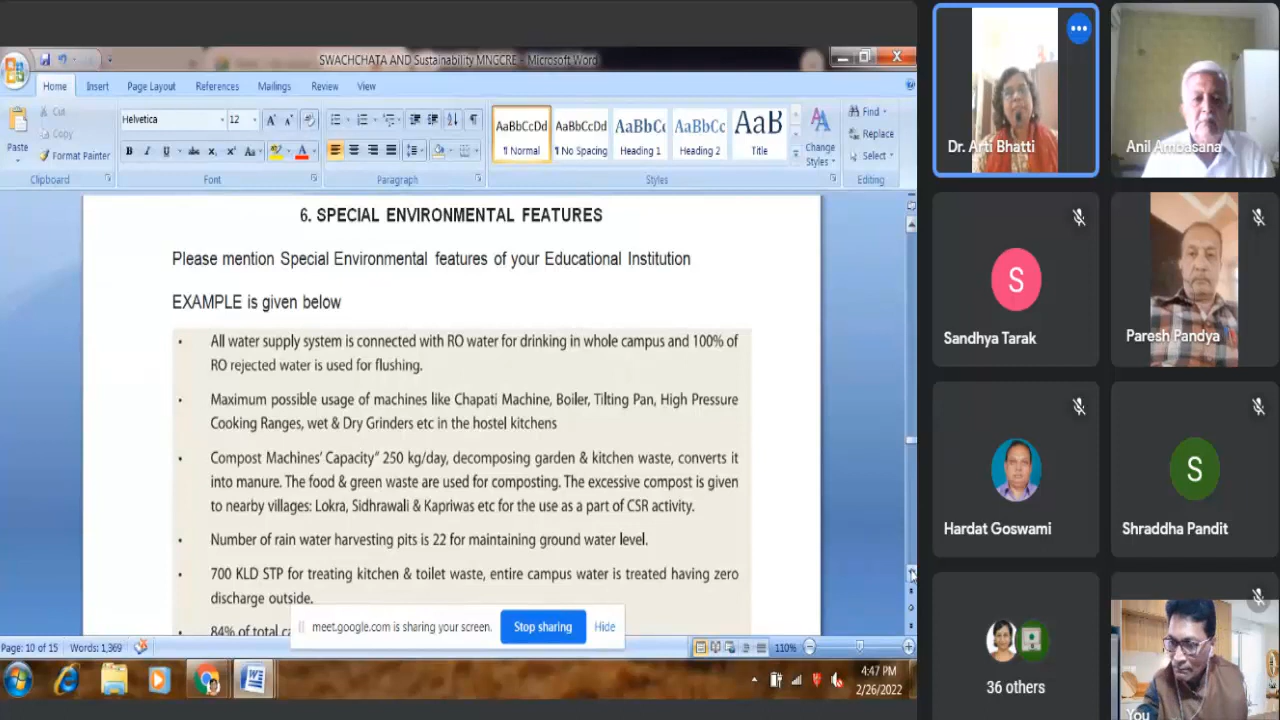 SWACHCHATA AND Sustainability MNGCRE - Microsoft Word
Home Insert Page Layout References Mailings Review View
Paste
Cut
Copy
Format Painter
Clipboard
Helvetica 12
Font
Paragraph
AaBbCcDd AaBbCcDd AaBbCc AaBbCc AaB
¶ Normal ¶ No Spacing Heading 1 Heading 2 Title
Change Styles
Styles
Find
Replace
Select
Editing
6. SPECIAL ENVIRONMENTAL FEATURES
Please mention Special Environmental features of your Educational Institution
EXAMPLE is given below
• All water supply system is connected with RO water for drinking in whole campus and 100% of
RO rejected water is used for flushing.
• Maximum possible usage of machines like Chapati Machine, Boiler, Tilting Pan, High Pressure
Cooking Ranges, wet & Dry Grinders etc in the hostel kitchens
• Compost Machines' Capacity" 250 kg/day, decomposing garden & kitchen waste, converts it
into manure. The food & green waste are used for composting. The excessive compost is given
to nearby villages: Lokra, Sidhrawali & Kapriwas etc for the use as a part of CSR activity.
• Number of rain water harvesting pits is 22 for maintaining ground water level.
• 700 KLD STP for treating kitchen & toilet waste, entire campus water is treated having zero
discharge outside.
• 84% of total
meet.google.com is sharing your screen. Stop sharing Hide
Page: 10 of 15 Words: 1,369 110%
4:47 PM
2/26/2022
Dr. Arti Bhatti
Anil Ambasana
S
Sandhya Tarak
Paresh Pandya
Hardat Goswami
S
Shraddha Pandit
36 others
You